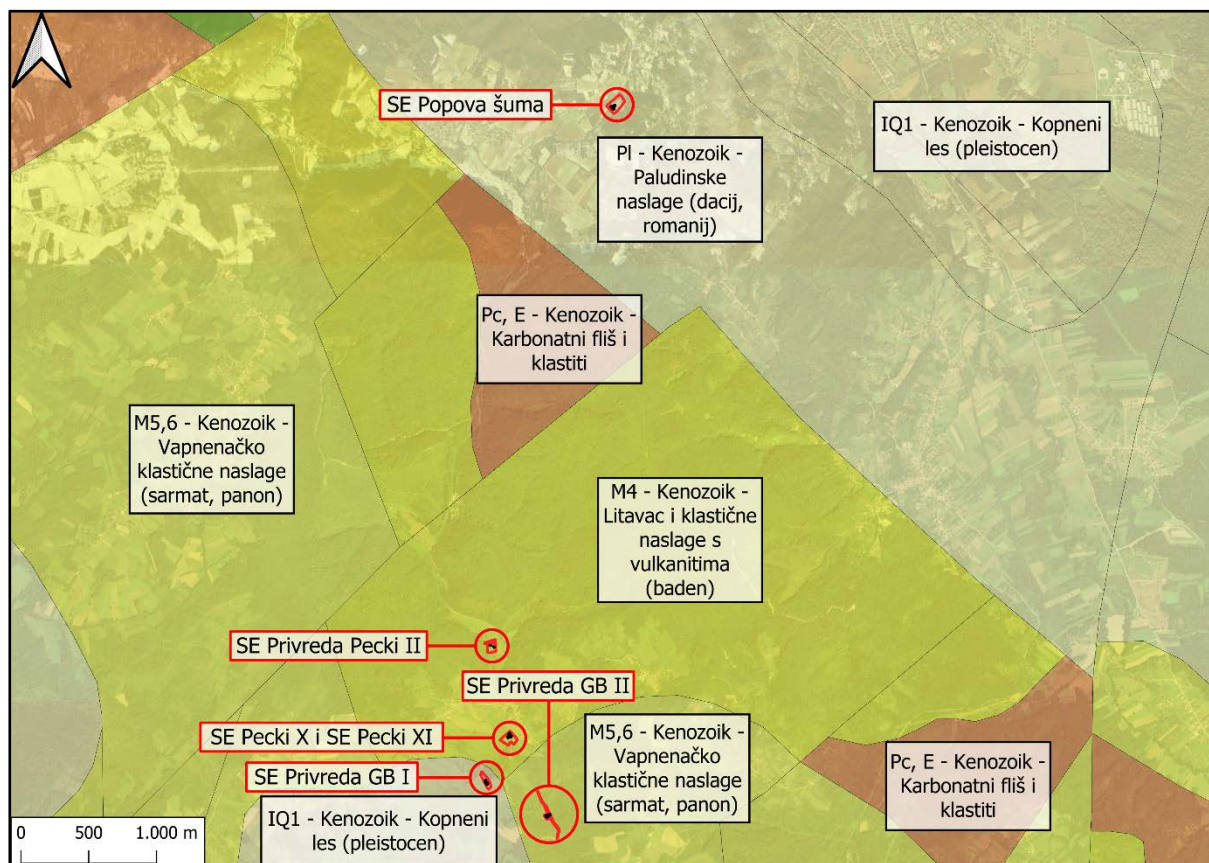 SE Popova šuma
IQ1 - Kenozoik - Kopneni
les (pleistocen)
Pl - Kenozoik -
Paludinske
naslage (dacij,
romanij)
Pc, E - Kenozoik -
Karbonatni fliš i
klastiti
M5,6 - Kenozoik -
Vapnenačko
klastične naslage
(sarmat, panon)
M4 - Kenozoik -
Litavac i klastične
naslage s
vulkanitima
(baden)
SE Privreda Pecki II
SE Privreda GB II
SE Pecki X i SE Pecki XI
M5,6 - Kenozoik -
Vapnenačko
klastične naslage
(sarmat, panon)
Pc, E - Kenozoik -
Karbonatni fliš i
klastiti
SE Privreda GB I
IQ1 - Kenozoik - Kopneni
les (pleistocen)
0 500 1.000 m